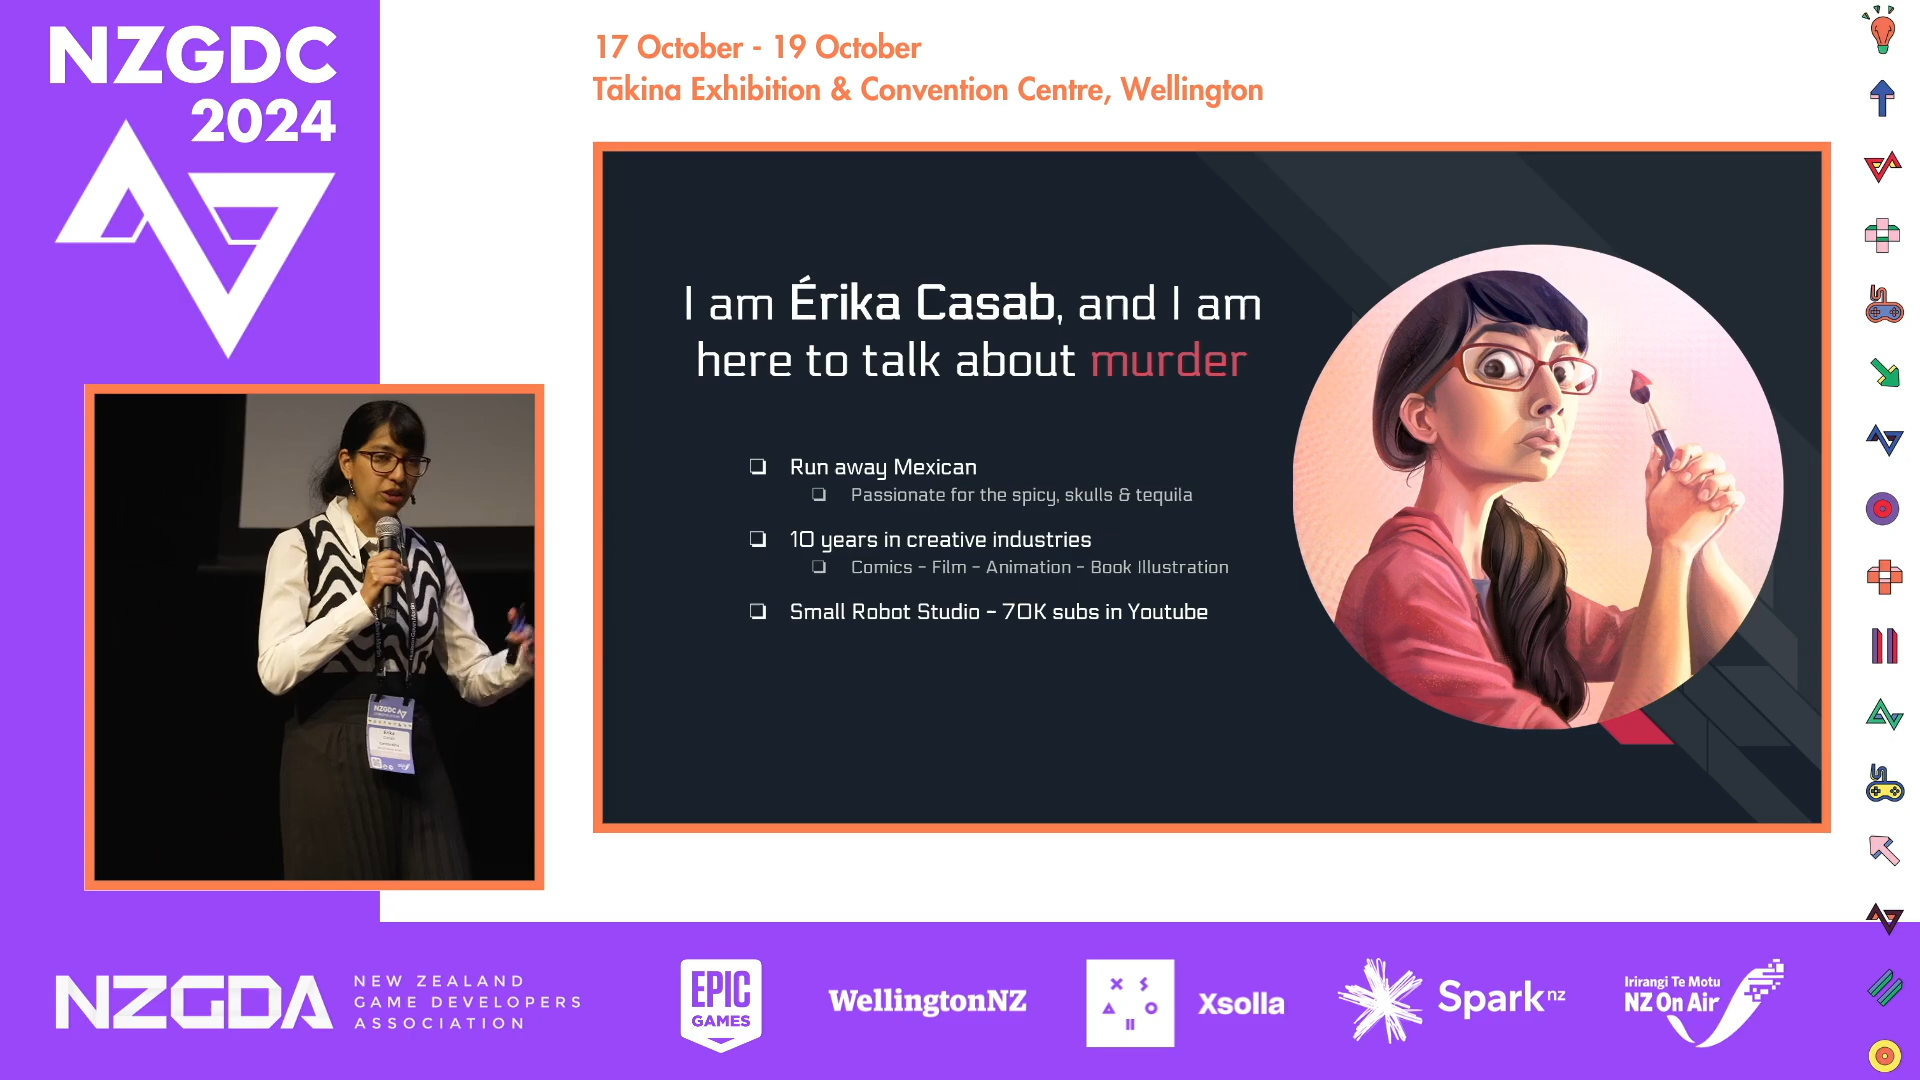 NZGDC
2024
17 October - 19 October
Tākina Exhibition & Convention Centre, Wellington
I am Érika Casab, and I am
here to talk about murder
Run away Mexican
Passionate for the spicy, skulls & tequila
10 years in creative industries
Comics - Film - Animation - Book Illustration
Small Robot Studio - 70K subs in Youtube
NZGDC
Érika
NZGDA
NEW ZEALAND
GAME DEVELOPERS
ASSOCIATION
EPIC
GAMES
WellingtonNZ
Xsolla
Spark nz
Irirangi Te Motu
NZ On Air